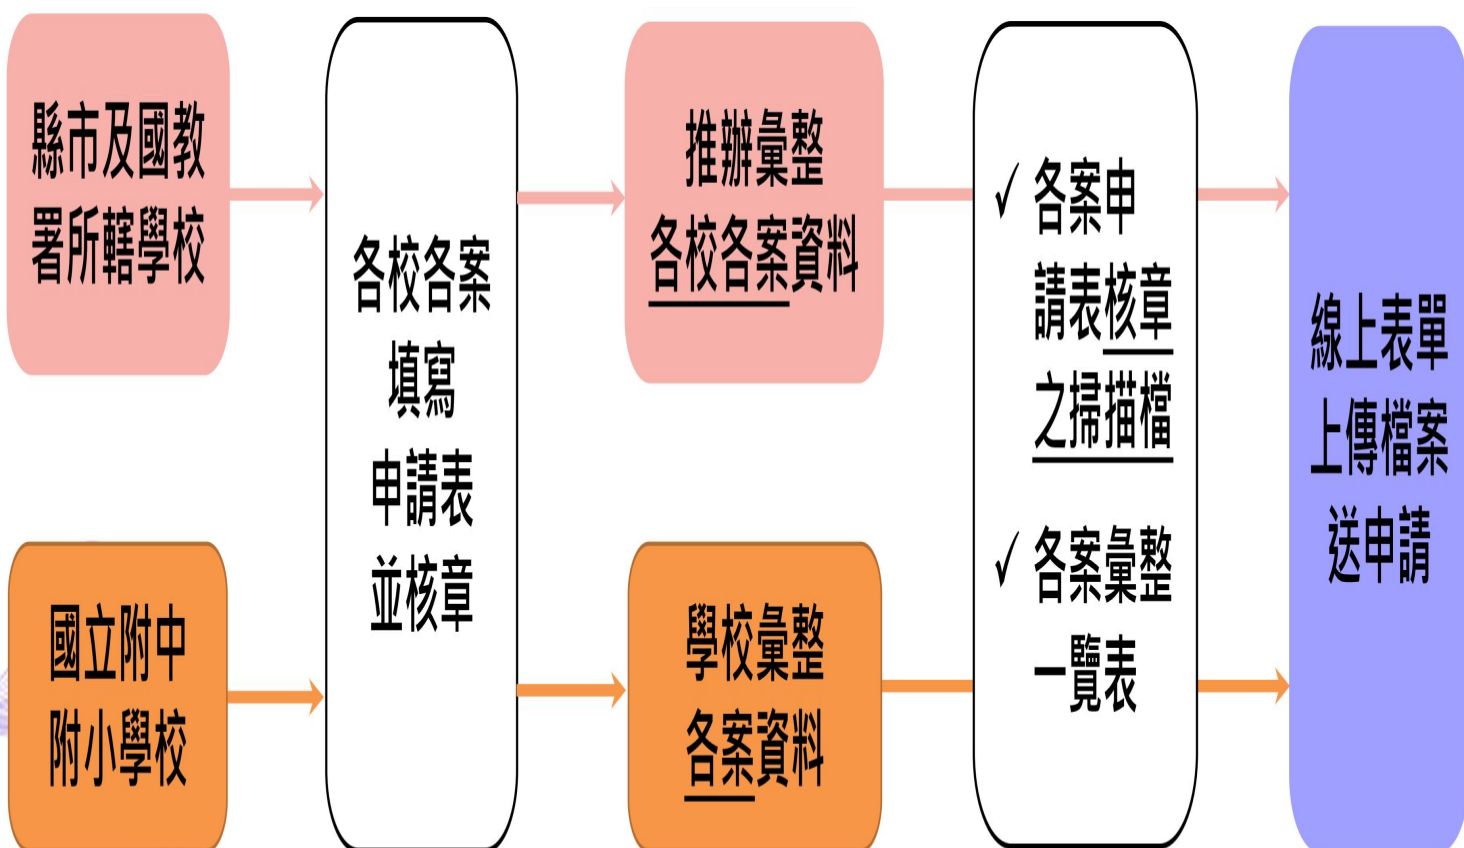 縣市及國教
署所轄學校
國立附中
附小學校
各校各案
填寫
申請表
並核章
推辦彙整
各校各案資料
學校彙整
各案資料
✓ 各案申
請表核章
之掃描檔
✓ 各案彙整
一覽表
線上表單
上傳檔案
送申請